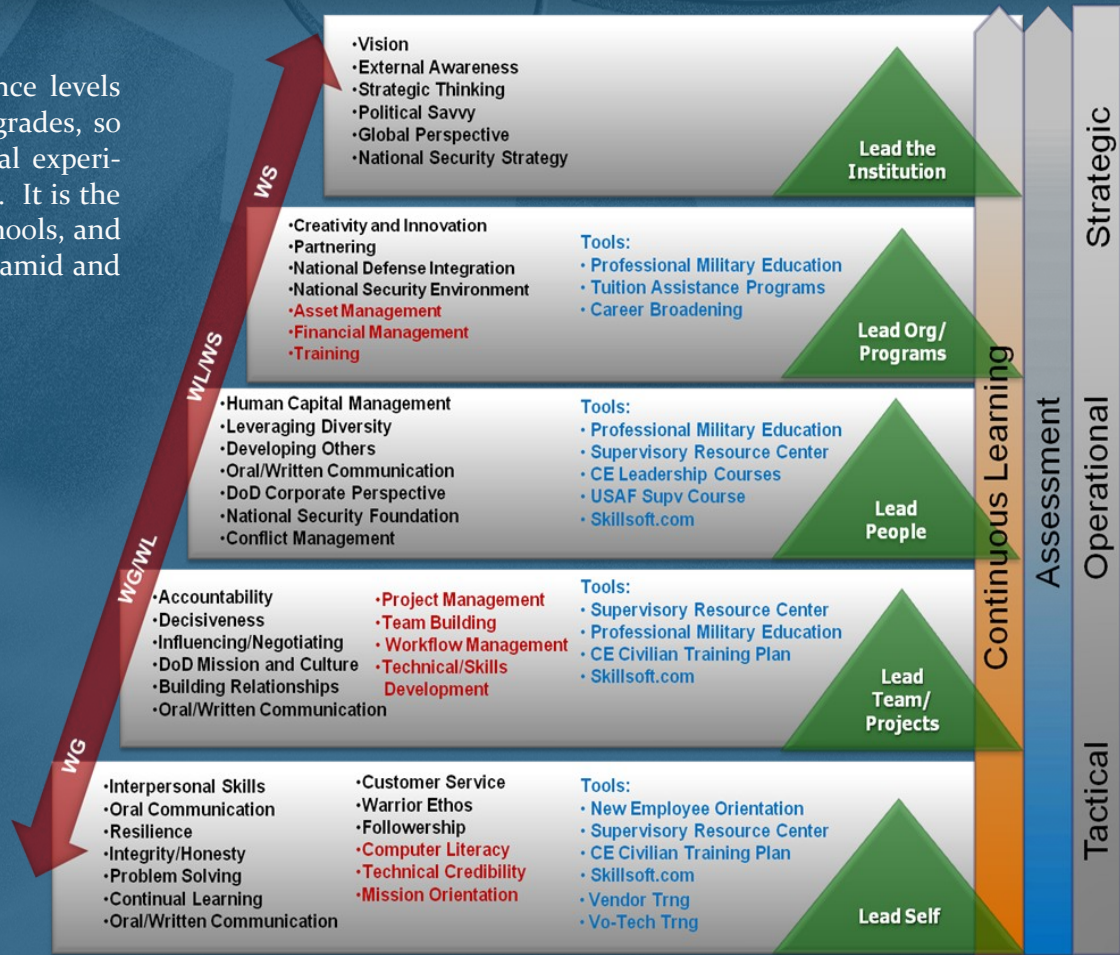 nce levels
grades, so
al experi-
. It is the
hools, and
amid and
WS
WL/WS
WG/WL
WG
•Vision
•External Awareness
•Strategic Thinking
•Political Savvy
•Global Perspective
•National Security Strategy
Lead the
Institution
•Creativity and Innovation
•Partnering
•National Defense Integration
•National Security Environment
•Asset Management
•Financial Management
•Training
Tools:
• Professional Military Education
• Tuition Assistance Programs
• Career Broadening
Lead Org/
Programs
•Human Capital Management
•Leveraging Diversity
•Developing Others
•Oral/Written Communication
•DoD Corporate Perspective
•National Security Foundation
•Conflict Management
Tools:
• Professional Military Education
• Supervisory Resource Center
• CE Leadership Courses
• USAF Supv Course
• Skillsoft.com
Lead
People
•Accountability
•Decisiveness
•Influencing/Negotiating
•DoD Mission and Culture
•Building Relationships
•Oral/Written Communication
•Project Management
•Team Building
• Workflow Management
•Technical/Skills
Development
Tools:
• Supervisory Resource Center
• Professional Military Education
• CE Civilian Training Plan
• Skillsoft.com
Lead
Team/
Projects
•Interpersonal Skills
•Oral Communication
•Resilience
•Integrity/Honesty
•Problem Solving
•Continual Learning
•Oral/Written Communication
•Customer Service
•Warrior Ethos
•Followership
•Computer Literacy
•Technical Credibility
•Mission Orientation
Tools:
• New Employee Orientation
• Supervisory Resource Center
• CE Civilian Training Plan
• Skillsoft.com
• Vendor Trng
• Vo-Tech Trng
Lead Self
Continuous Learning
Assessment
Strategic
Operational
Tactical